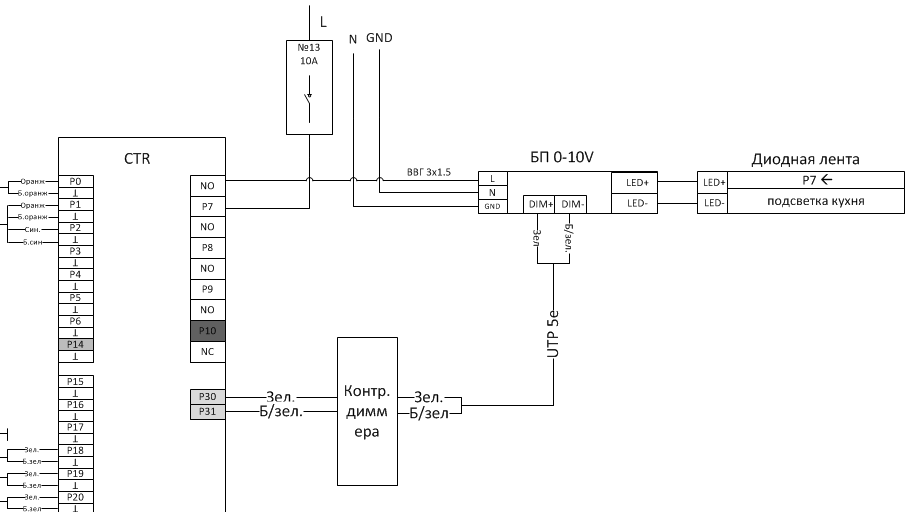 L
N GND
№13
10A
CTR
БП 0-10V
Диодная лента
ВВГ 3x1.5
Оранж
Б.оранж
Оранж
Б.оранж
Син.
Б.син
P0
⊥
P1
⊥
P2
⊥
P3
⊥
P4
⊥
P5
⊥
P6
⊥
P14
⊥
P15
⊥
P16
⊥
P17
⊥
P18
⊥
P19
⊥
P20
⊥
Зел.
Б.зел
Зел.
Б.зел
Зел.
Б.зел
NO
P7
NO
P8
NO
P9
NO
P10
NC
P30
P31
Зел.
Б/зел.
Контр.
димм
ера
Зел.
Б/зел
UTP 5e
L
N
GND
DIM+ DIM-
Зел
Б/зел.
LED+
LED-
LED+ P7 ←
LED- подсветка кухня